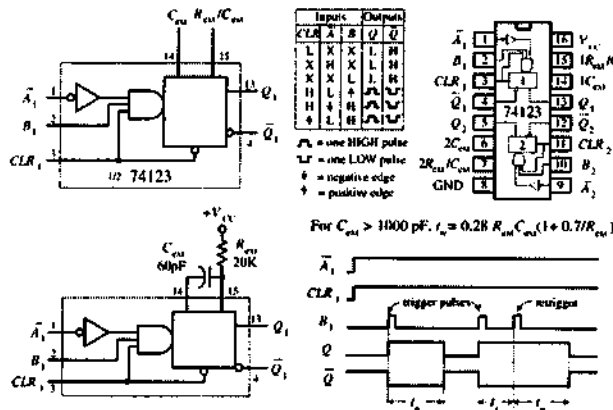 C_ext R_ext/C_ext
14 15
Ā₁ 1
B₁ 2
CLR₁ 3
13 Q₁
4 Q̄₁
1/2 74123
Inputs Outputs
CLR Ā B Q Q̄
L X X L H
X H X L H
X X L L H
H L
H H
L H
= one HIGH pulse
= one LOW pulse
= negative edge
= positive edge
Ā₁ 1 16 V_CC
B₁ 2 15 1R_ext/
CLR₁ 3 14 1C_ext
Q̄₁ 4 13 Q₁
Q₂ 5 12 Q̄₂
2C_ext 6 11 CLR₂
2R_ext/C_ext 7 10 B₂
GND 8 9 Ā₂
74123
1
2
For C_ext > 1000 pF, t_w = 0.28 R_ext C_ext(1+ 0.7/R_ext)
+V_CC
C_ext 60pF
R_ext 20K
14 15
Ā₁ 1
B₁ 2
CLR₁ 3
13 Q₁
4 Q̄₁
Ā₁
CLR₁
trigger pulses retrigger
B₁
Q
Q̄
t_w t_w